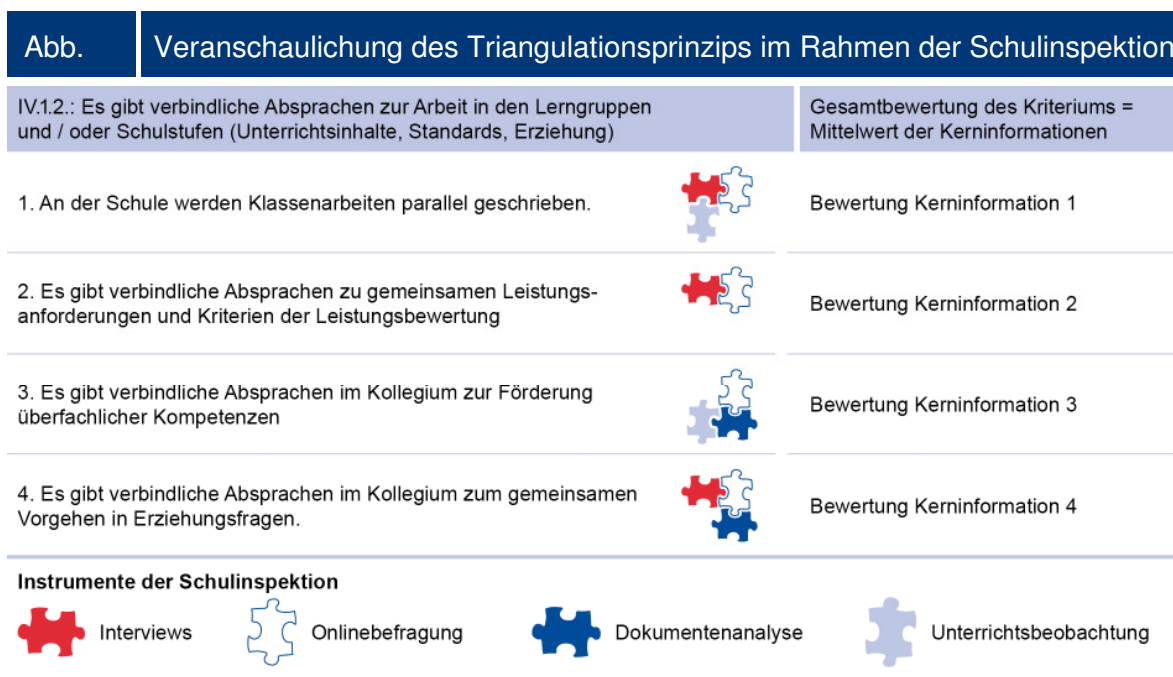 Abb.
Veranschaulichung des Triangulationsprinzips im Rahmen der Schulinspektion
IV.1.2.: Es gibt verbindliche Absprachen zur Arbeit in den Lerngruppen
und / oder Schulstufen (Unterrichtsinhalte, Standards, Erziehung)
Gesamtbewertung des Kriteriums =
Mittelwert der Kerninformationen
1. An der Schule werden Klassenarbeiten parallel geschrieben.
Bewertung Kerninformation 1
2. Es gibt verbindliche Absprachen zu gemeinsamen Leistungs-
anforderungen und Kriterien der Leistungsbewertung
Bewertung Kerninformation 2
3. Es gibt verbindliche Absprachen im Kollegium zur Förderung
überfachlicher Kompetenzen
Bewertung Kerninformation 3
4. Es gibt verbindliche Absprachen im Kollegium zum gemeinsamen
Vorgehen in Erziehungsfragen.
Bewertung Kerninformation 4
Instrumente der Schulinspektion
Interviews
Onlinebefragung
Dokumentenanalyse
Unterrichtsbeobachtung